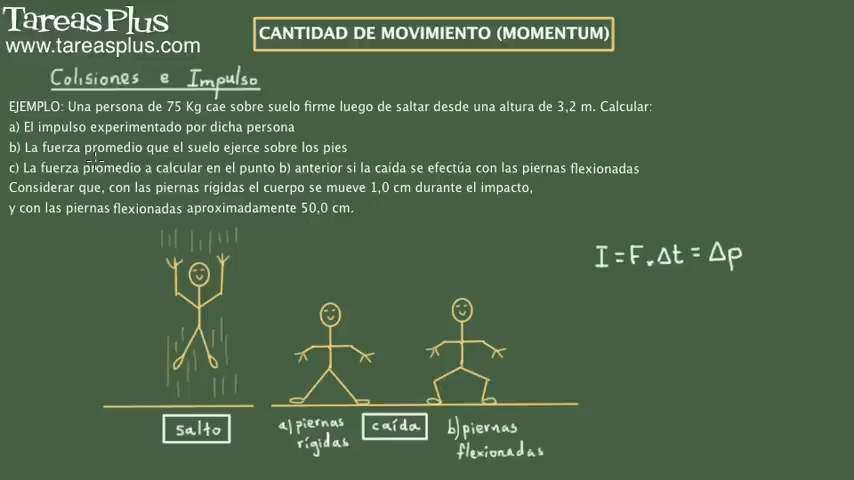 TareasPlus
www.tareasplus.com
CANTIDAD DE MOVIMIENTO (MOMENTUM)
Colisiones e Impulso
EJEMPLO: Una persona de 75 Kg cae sobre suelo firme luego de saltar desde una altura de 3,2 m. Calcular:
a) El impulso experimentado por dicha persona
b) La fuerza promedio que el suelo ejerce sobre los pies
c) La fuerza promedio a calcular en el punto b) anterior si la caída se efectúa con las piernas flexionadas
Considerar que, con las piernas rígidas el cuerpo se mueve 1,0 cm durante el impacto,
y con las piernas flexionadas aproximadamente 50,0 cm.
I = F . Δt = Δp
salto
a) piernas
rígidas
caída
b) piernas
flexionadas